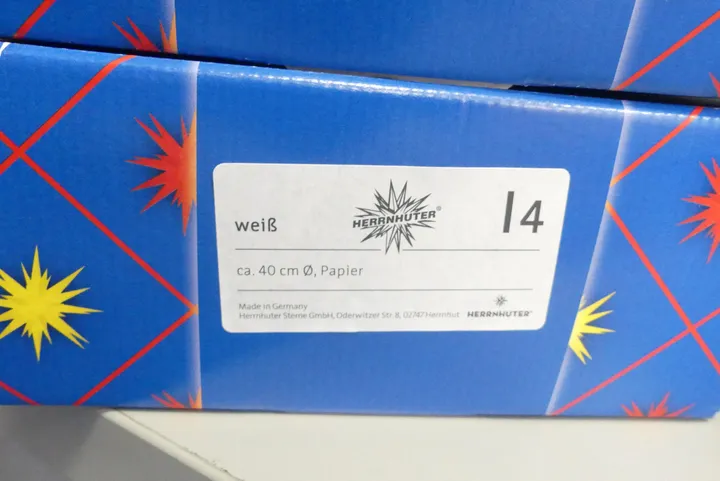 weiß
HERRNHUTER®
I4
ca. 40 cm Ø, Papier
Made in Germany
Herrnhuter Sterne GmbH, Oderwitzer Str. 8, 02747 Herrnhut
HERRNHUTER®